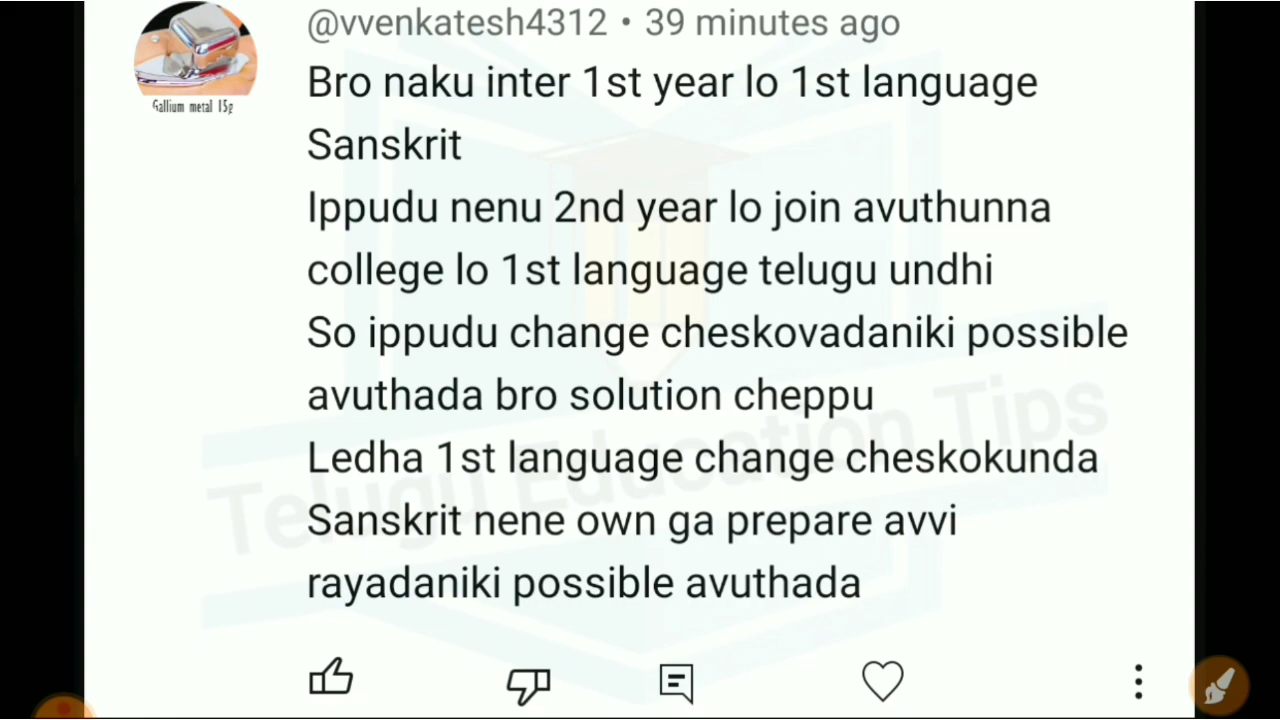 @vvenkatesh4312 • 39 minutes ago
Gallium metal 15g
Bro naku inter 1st year lo 1st language
Sanskrit
Ippudu nenu 2nd year lo join avuthunna
college lo 1st language telugu undhi
So ippudu change cheskovadaniki possible
avuthada bro solution cheppu
Ledha 1st language change cheskokunda
Sanskrit nene own ga prepare avvi
rayadaniki possible avuthada
Telugu Education Tips